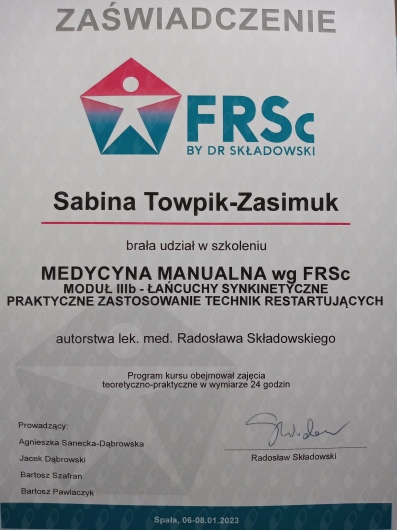 ZAŚWIADCZENIE
FRSc
BY DR SKŁADOWSKI
Sabina Towpik-Zasimuk
brała udział w szkoleniu
MEDYCYNA MANUALNA wg FRSc
MODUŁ IIIb - ŁAŃCUCHY SYNKINETYCZNE
PRAKTYCZNE ZASTOSOWANIE TECHNIK RESTARTUJĄCYCH
autorstwa lek. med. Radosława Składowskiego
Program kursu obejmował zajęcia
teoretyczno-praktyczne w wymiarze 24 godzin
Prowadzący:
Agnieszka Sanecka-Dąbrowska
Jacek Dąbrowski
Bartosz Szafran
Bartosz Pawlaczyk
Radosław Składowski
Spała, 06-08.01.2023